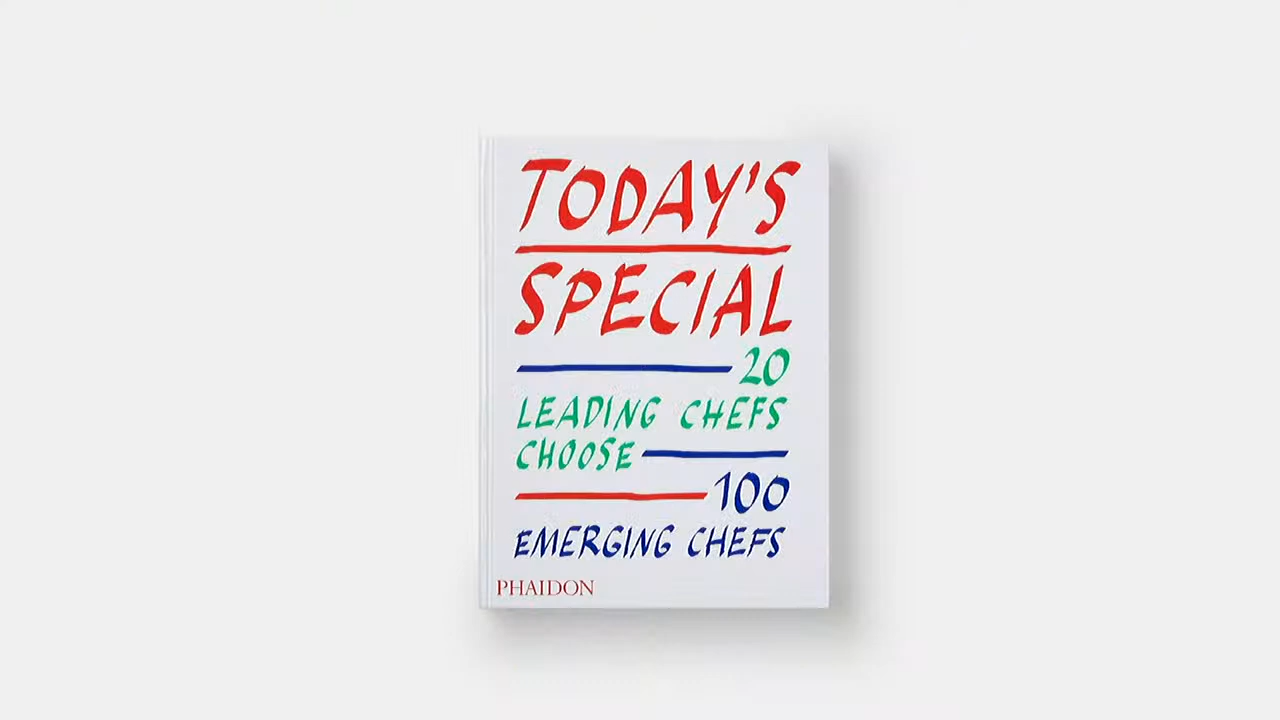 TODAY'S
SPECIAL
20
LEADING CHEFS
CHOOSE
100
EMERGING CHEFS
PHAIDON